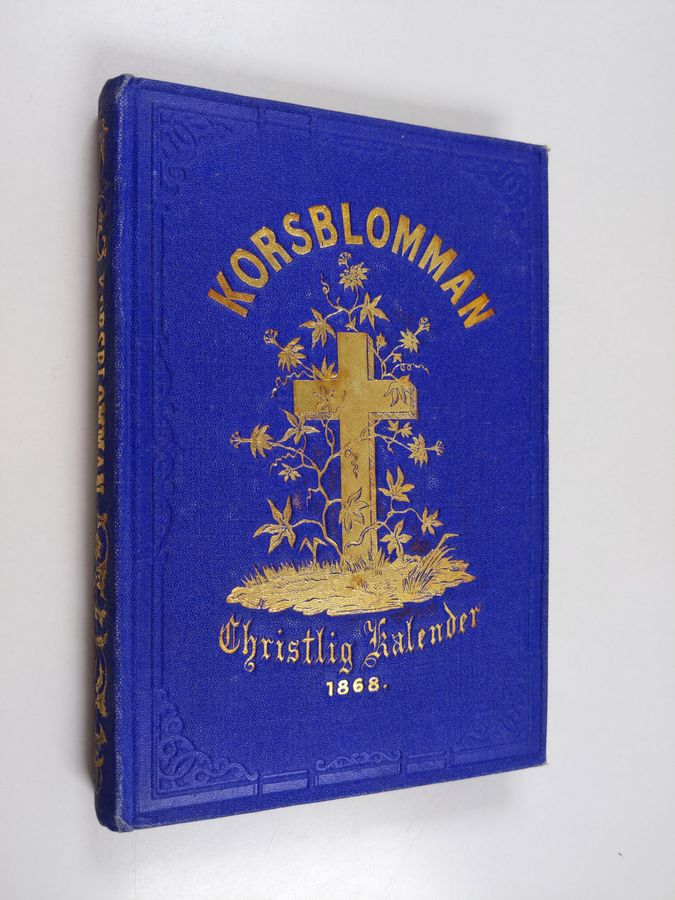 KORSBLOMMAN
Christlig Kalender
1868.
KORSBLOMMAN